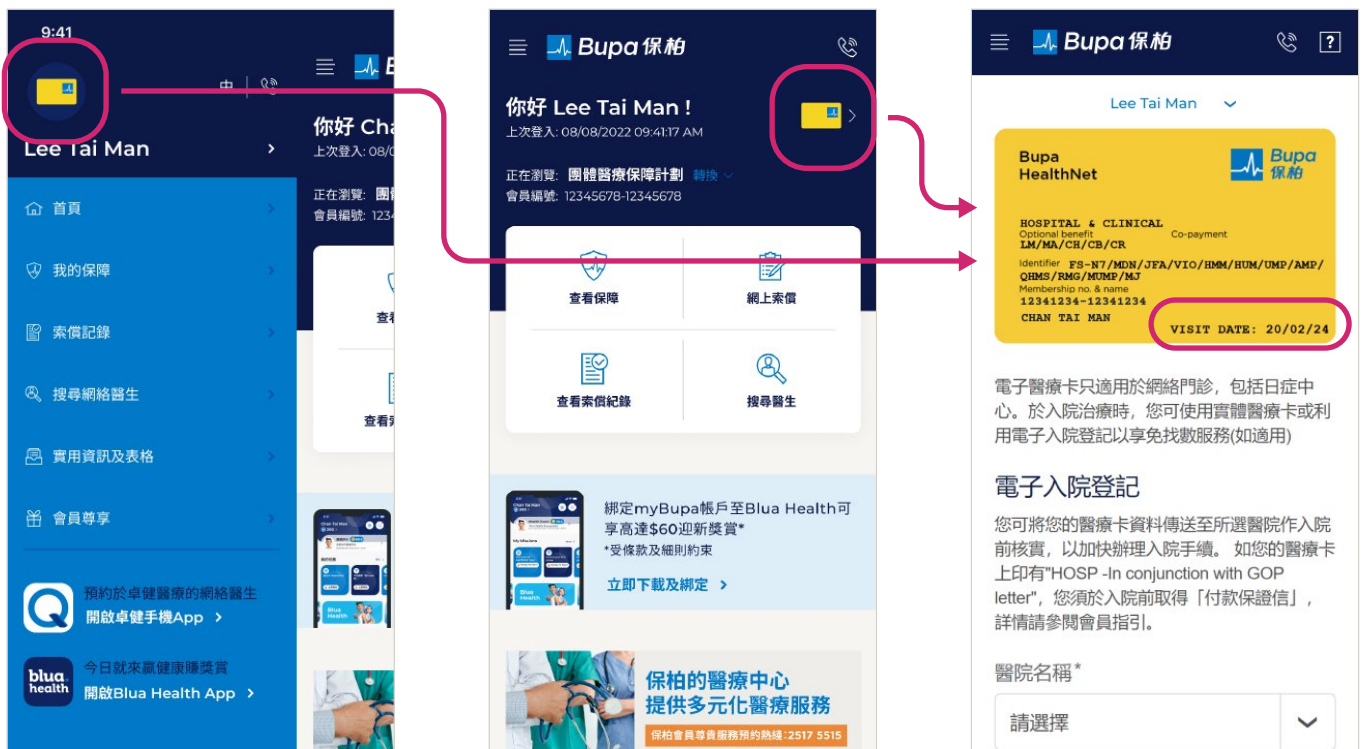 9:41
中
Lee Tai Man
首頁
我的保障
索償記錄
搜尋網絡醫生
實用資訊及表格
會員尊享
預約於卓健醫療的網絡醫生
開啟卓健手機App
blua
health
今日就來贏健康賺獎賞
開啟Blua Health App
你好 Cha
上次登入: 08/0
正在瀏覽: 團體
會員編號: 1234
Bupa 保柏
你好 Lee Tai Man !
上次登入: 08/08/2022 09:41:17 AM
正在瀏覽: 團體醫療保障計劃 轉換
會員編號: 12345678-12345678
查看保障
網上索償
查看索償紀錄
搜尋醫生
綁定myBupa帳戶至Blua Health可
享高達$60迎新獎賞*
*受條款及細則約束
立即下載及綁定
保柏的醫療中心
提供多元化醫療服務
保柏會員尊貴服務預約熱綫:2517 5515
Bupa 保柏
Lee Tai Man
Bupa
HealthNet
Bupa
保柏
HOSPITAL & CLINICAL
Optional benefit Co-payment
LM/MA/CH/CB/CR
Identifier FS-N7/MDN/JFA/VIO/HMM/HUM/UMP/AMP/
QHMS/RMG/MUMP/MJ
Membership no. & name
12341234-12341234
CHAN TAI MAN
VISIT DATE: 20/02/24
電子醫療卡只適用於網絡門診，包括日症中
心。於入院治療時，您可使用實體醫療卡或利
用電子入院登記以享免找數服務(如適用)
電子入院登記
您可將您的醫療卡資料傳送至所選醫院作入院
前核實，以加快辦理入院手續。 如您的醫療卡
上印有"HOSP -In conjunction with GOP
letter"，您須於入院前取得「付款保證信」，
詳情請參閱會員指引。
醫院名稱*
請選擇